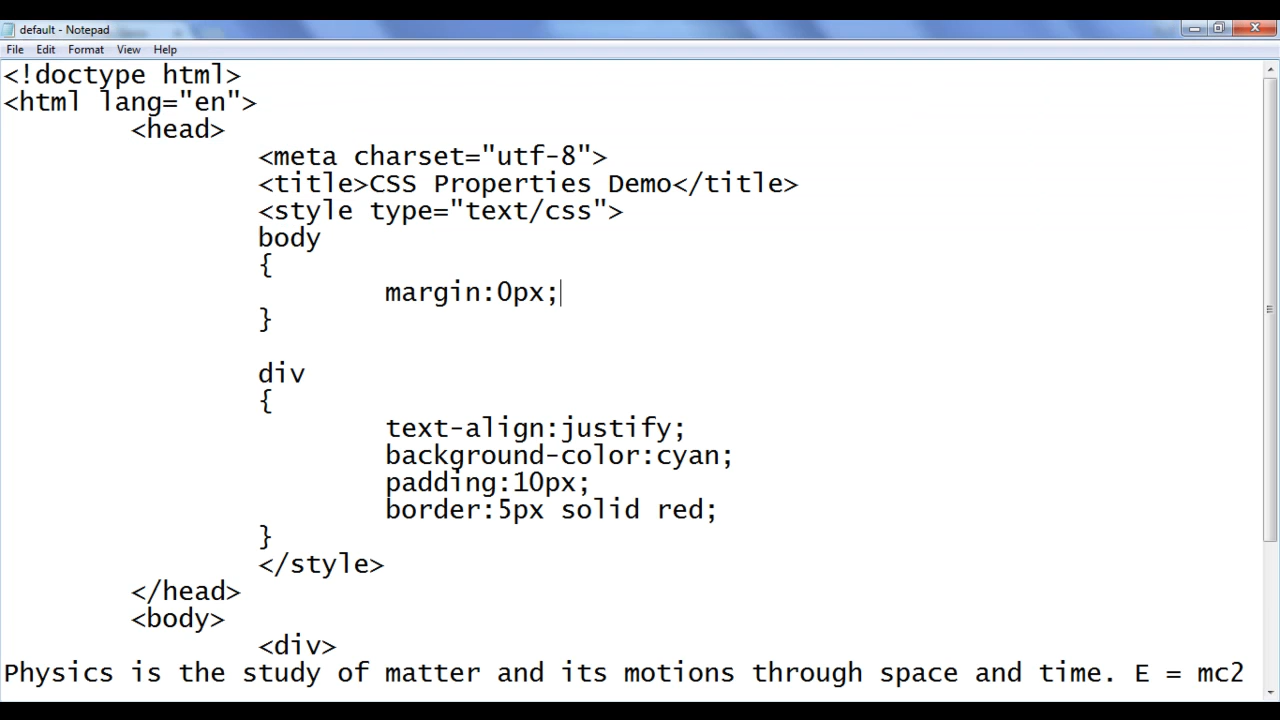 default - Notepad
File Edit Format View Help
<!doctype html>
<html lang="en">
<head>
<meta charset="utf-8">
<title>CSS Properties Demo</title>
<style type="text/css">
body
{
margin:0px;
}
div
{
text-align:justify;
background-color:cyan;
padding:10px;
border:5px solid red;
}
</style>
</head>
<body>
<div>
Physics is the study of matter and its motions through space and time. E = mc2